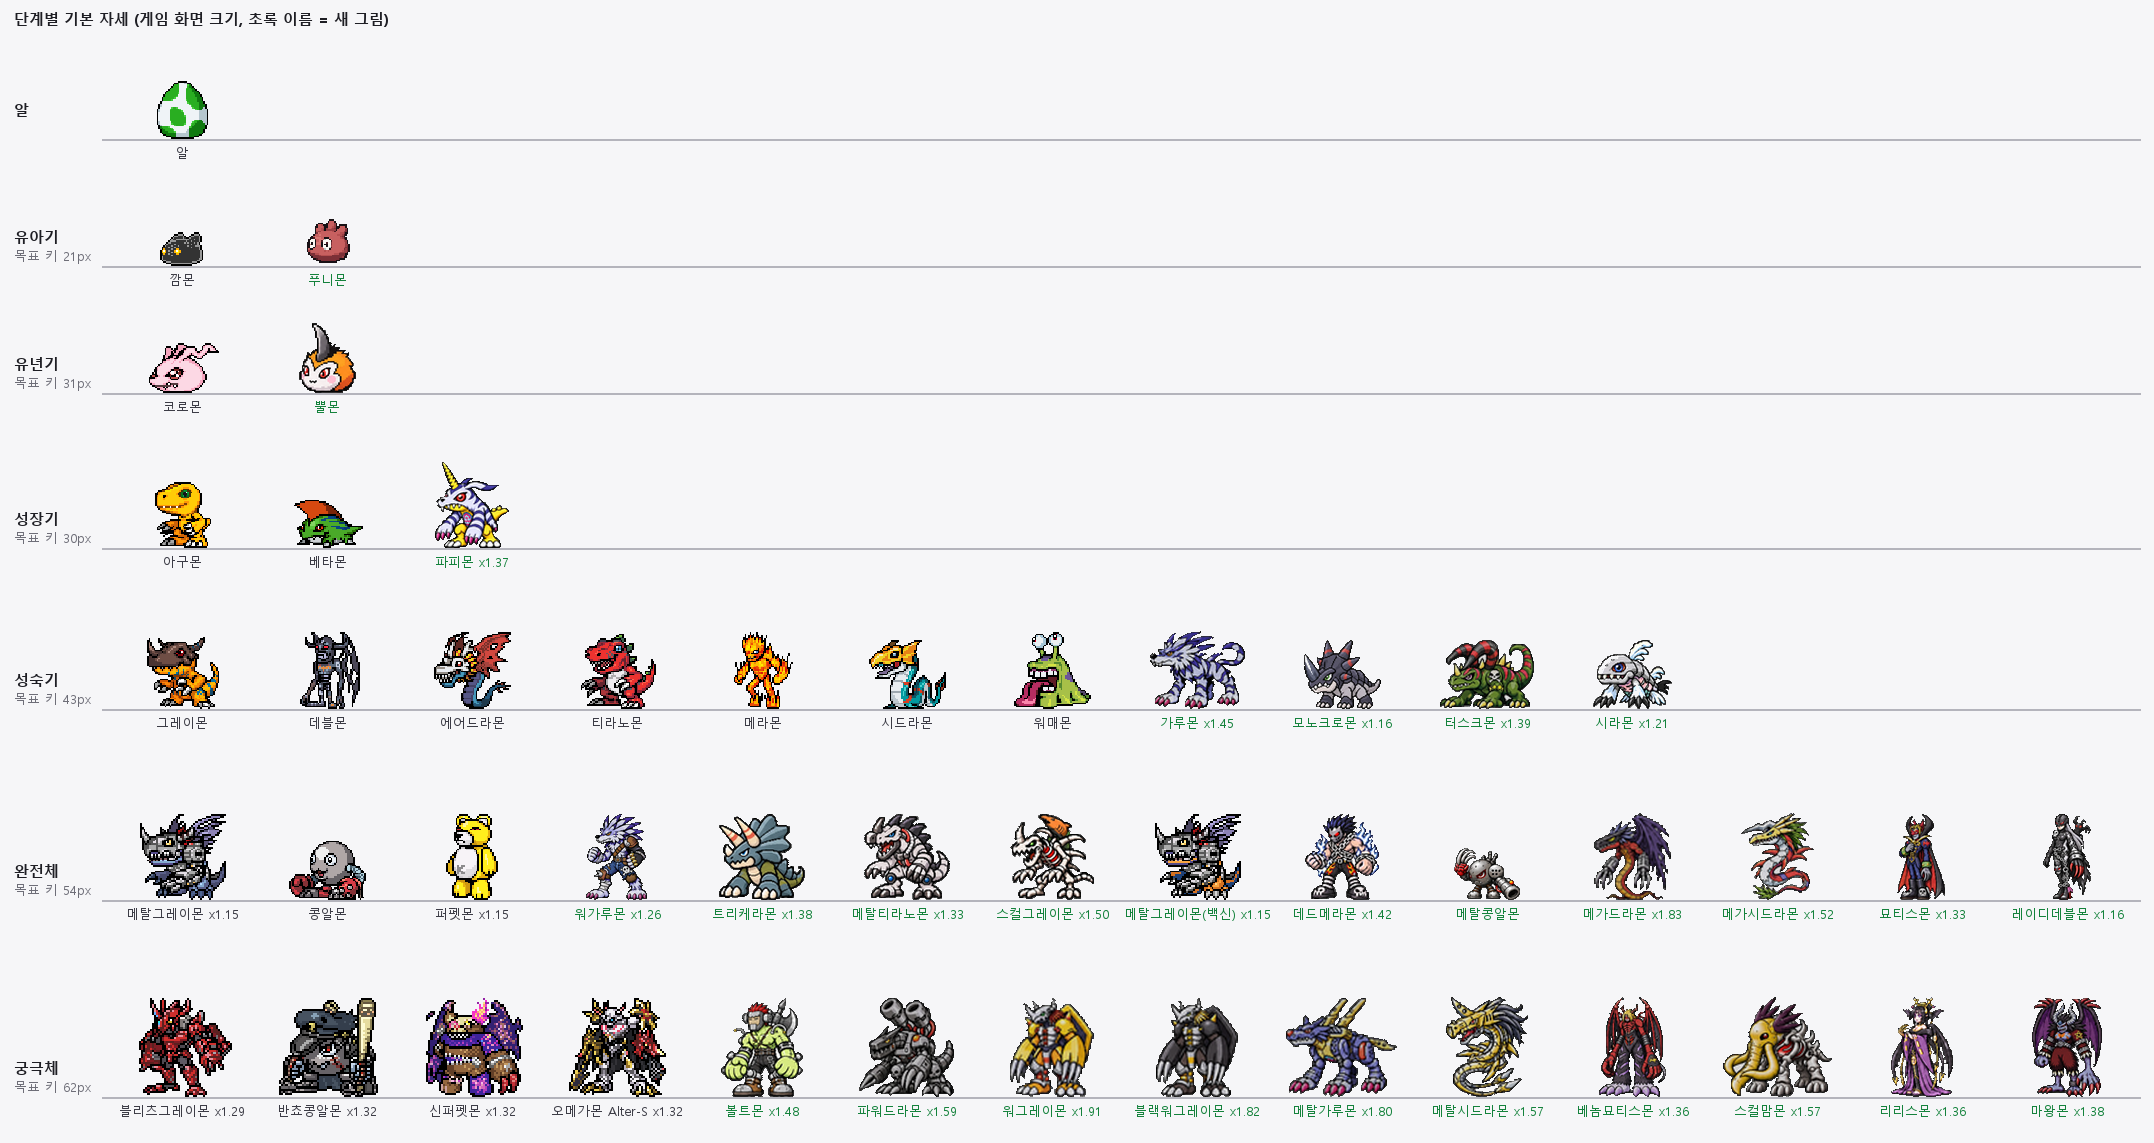 단계별 기본 자세 (게임 화면 크기, 초록 이름 = 새 그림)
알
알
유아기
목표 키 21px
깜몬
푸니몬
유년기
목표 키 31px
코로몬
뿔몬
성장기
목표 키 30px
아구몬
베타몬
파피몬 x1.37
성숙기
목표 키 43px
그레이몬
데블몬
에어드라몬
티라노몬
메라몬
시드라몬
워매몬
가루몬 x1.45
모노크로몬 x1.16
터스크몬 x1.39
시라몬 x1.21
완전체
목표 키 54px
메탈그레이몬 x1.15
콩알몬
퍼펫몬 x1.15
워가루몬 x1.26
트리케라몬 x1.38
메탈티라노몬 x1.33
스컬그레이몬 x1.50
메탈그레이몬(백신) x1.15
데드메라몬 x1.42
메탈콩알몬
메가드라몬 x1.83
메가시드라몬 x1.52
묘티스몬 x1.33
레이디데블몬 x1.16
궁극체
목표 키 62px
블리츠그레이몬 x1.29
반쵸콩알몬 x1.32
신퍼펫몬 x1.32
오메가몬 Alter-S x1.32
볼트몬 x1.48
파워드라몬 x1.59
워그레이몬 x1.91
블랙워그레이몬 x1.82
메탈가루몬 x1.80
메탈시드라몬 x1.57
베놈묘티스몬 x1.36
스컬맘몬 x1.57
리리스몬 x1.36
마왕몬 x1.38